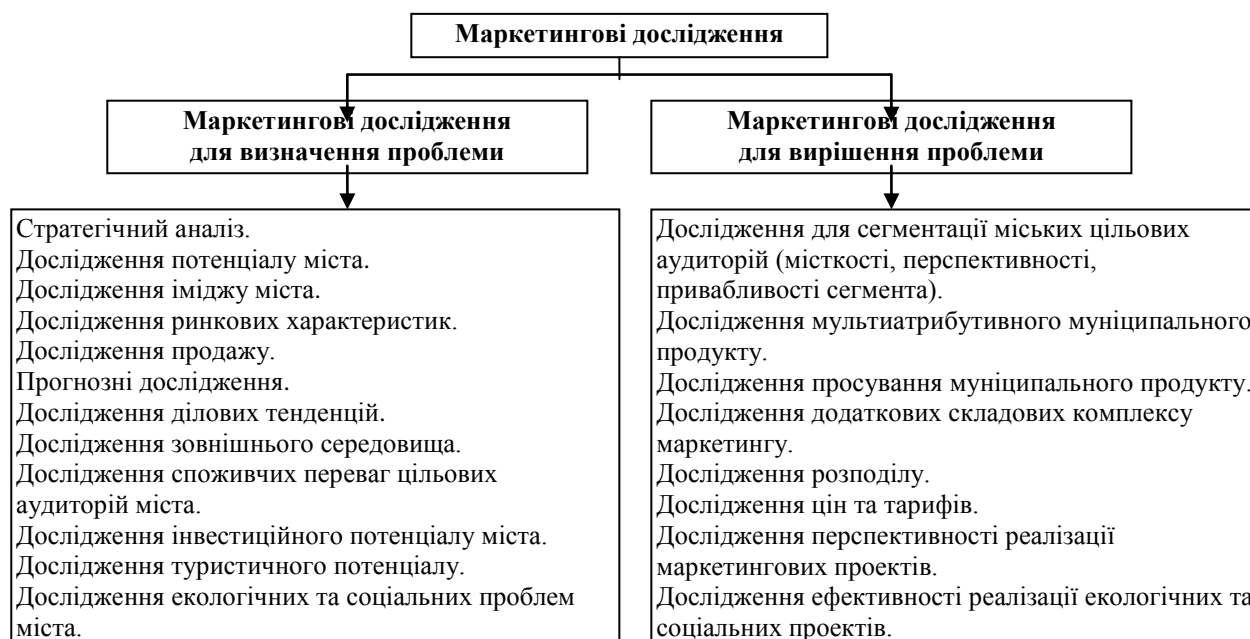 Маркетингові дослідження
Маркетингові дослідження
для визначення проблеми
Маркетингові дослідження
для вирішення проблеми
Стратегічний аналіз.
Дослідження потенціалу міста.
Дослідження іміджу міста.
Дослідження ринкових характеристик.
Дослідження продажу.
Прогнозні дослідження.
Дослідження ділових тенденцій.
Дослідження зовнішнього середовища.
Дослідження споживчих переваг цільових
аудиторій міста.
Дослідження інвестиційного потенціалу міста.
Дослідження туристичного потенціалу.
Дослідження екологічних та соціальних проблем
міста.
Дослідження для сегментації міських цільових
аудиторій (місткості, перспективності,
привабливості сегмента).
Дослідження мультиатрибутивного муніципального
продукту.
Дослідження просування муніципального продукту.
Дослідження додаткових складових комплексу
маркетингу.
Дослідження розподілу.
Дослідження цін та тарифів.
Дослідження перспективності реалізації
маркетингових проектів.
Дослідження ефективності реалізації екологічних та
соціальних проектів.